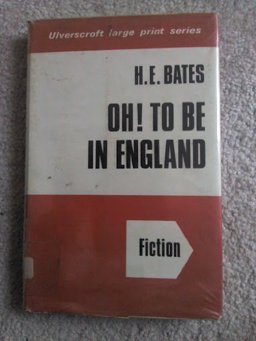 Ulverscroft large print series
H.E. BATES
OH! TO BE
IN ENGLAND
Fiction